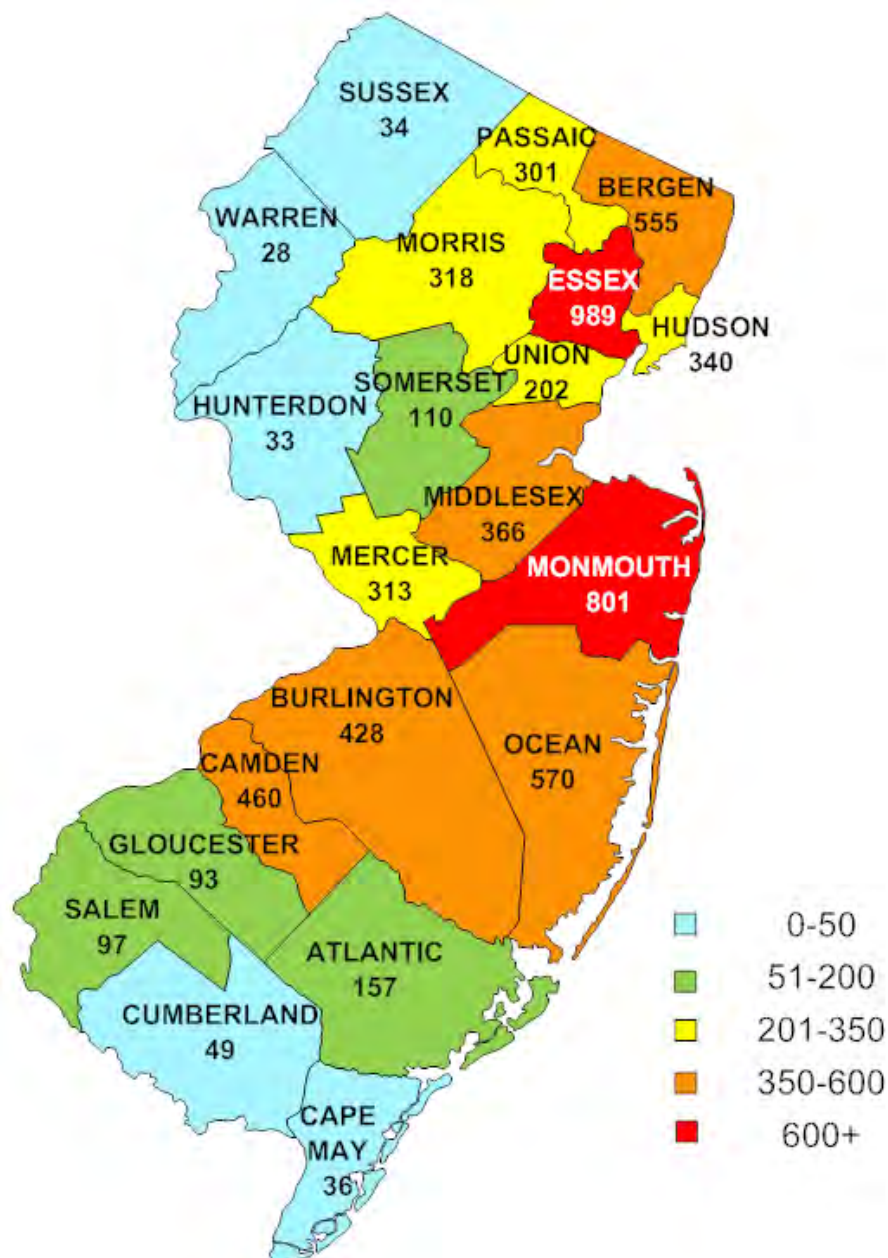 SUSSEX
34
PASSAIC
301
BERGEN
555
WARREN
28
MORRIS
318
ESSEX
989
HUDSON
340
UNION
202
SOMERSET
110
HUNTERDON
33
MIDDLESEX
366
MERCER
313
MONMOUTH
801
BURLINGTON
428
OCEAN
570
CAMDEN
460
GLOUCESTER
93
SALEM
97
ATLANTIC
157
CUMBERLAND
49
CAPE
MAY
36
0-50
51-200
201-350
350-600
600+